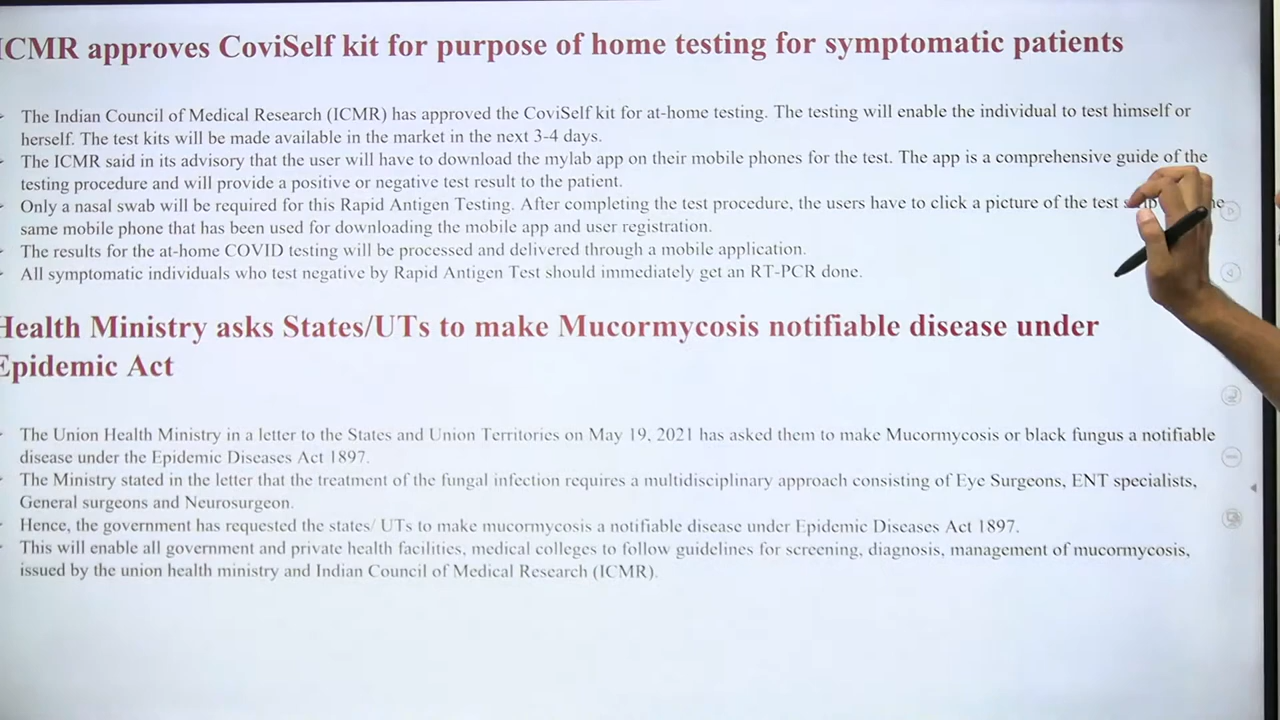 ICMR approves CoviSelf kit for purpose of home testing for symptomatic patients
The Indian Council of Medical Research (ICMR) has approved the CoviSelf kit for at-home testing. The testing will enable the individual to test himself or
herself. The test kits will be made available in the market in the next 3-4 days.
The ICMR said in its advisory that the user will have to download the mylab app on their mobile phones for the test. The app is a comprehensive guide of the
testing procedure and will provide a positive or negative test result to the patient.
Only a nasal swab will be required for this Rapid Antigen Testing. After completing the test procedure, the users have to click a picture of the test
same mobile phone that has been used for downloading the mobile app and user registration.
The results for the at-home COVID testing will be processed and delivered through a mobile application.
All symptomatic individuals who test negative by Rapid Antigen Test should immediately get an RT-PCR done.
Health Ministry asks States/UTs to make Mucormycosis notifiable disease under
Epidemic Act
The Union Health Ministry in a letter to the States and Union Territories on May 19, 2021 has asked them to make Mucormycosis or black fungus a notifiable
disease under the Epidemic Diseases Act 1897.
The Ministry stated in the letter that the treatment of the fungal infection requires a multidisciplinary approach consisting of Eye Surgeons, ENT specialists,
General surgeons and Neurosurgeon.
Hence, the government has requested the states/ UTs to make mucormycosis a notifiable disease under Epidemic Diseases Act 1897.
This will enable all government and private health facilities, medical colleges to follow guidelines for screening, diagnosis, management of mucormycosis,
issued by the union health ministry and Indian Council of Medical Research (ICMR).